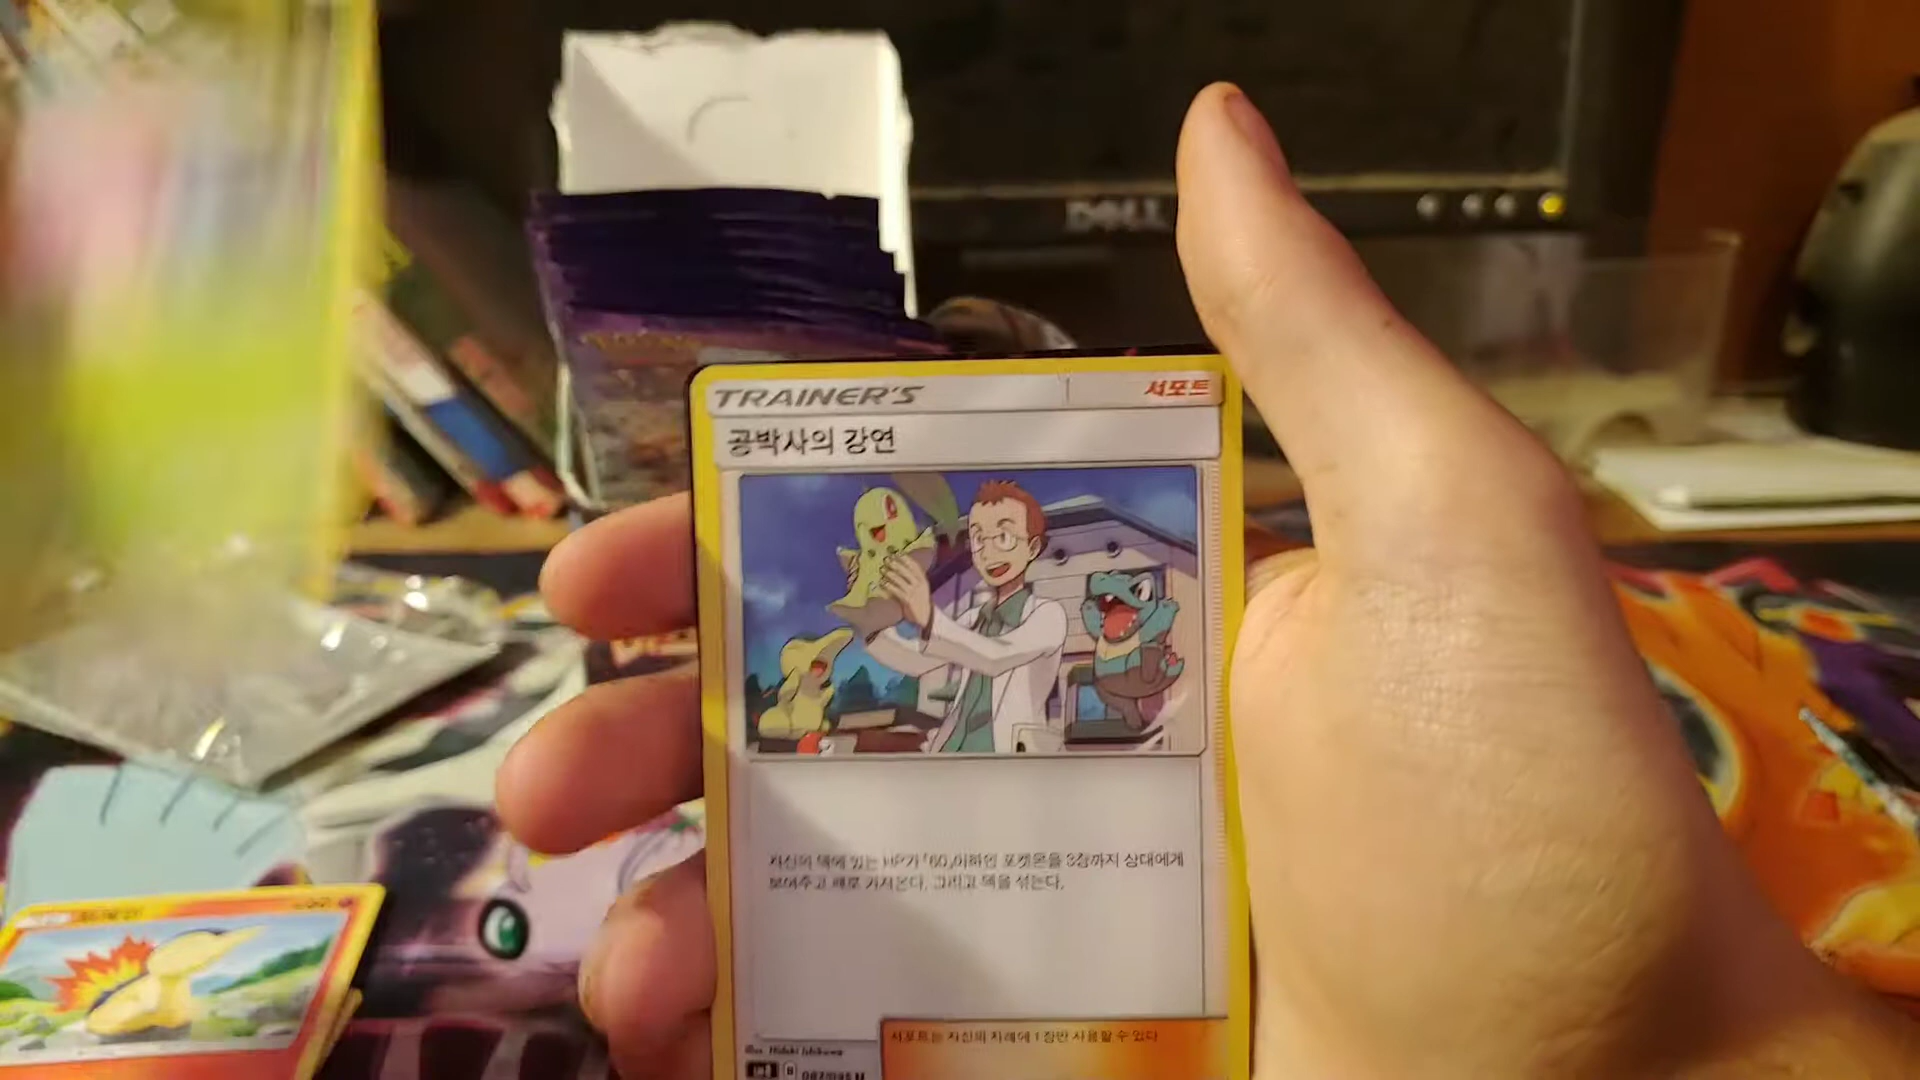 DELL
TRAINER'S
서포트
공박사의 강연
자신의 덱에 있는 HP가 「60」이하인 포켓몬을 3장까지 상대에게
보여주고 패로 가져온다. 그리고 덱을 섞는다.
서포트는 자신의 차례에 1장만 사용할 수 있다
illus. Hideki Ishikawa
087/095 U